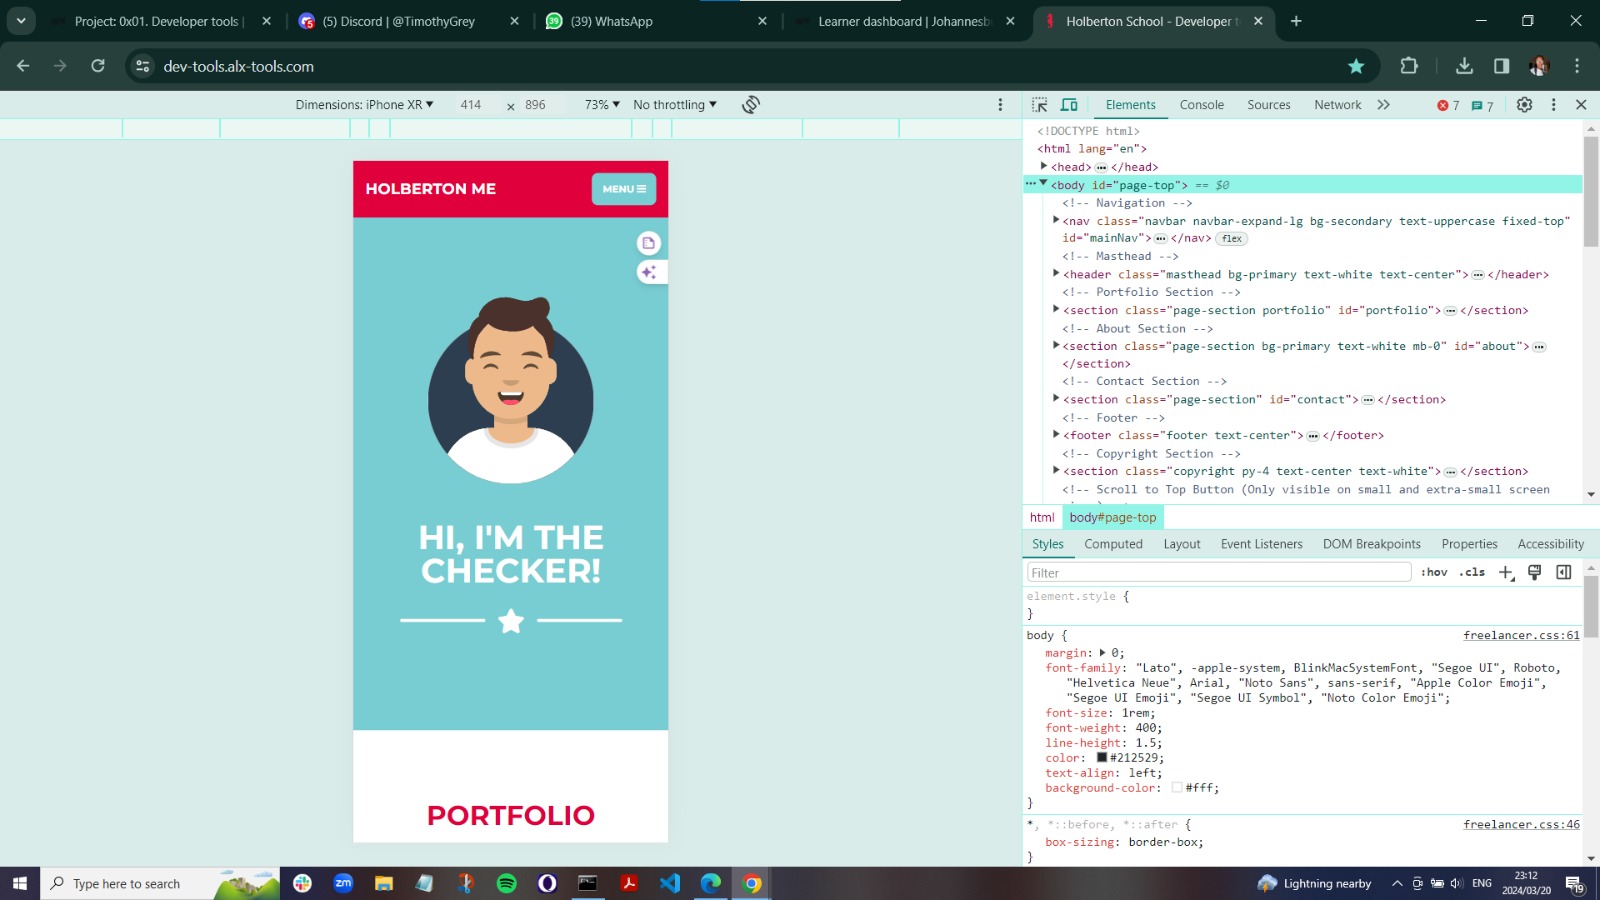 Project: 0x01. Developer tools |
(5) Discord | @TimothyGrey
(39) WhatsApp
Learner dashboard | Johannesb
Holberton School - Developer t
dev-tools.alx-tools.com
Dimensions: iPhone XR 414 x 896 73% No throttling
Elements Console Sources Network 7 7
HOLBERTON ME
MENU
HI, I'M THE
CHECKER!
PORTFOLIO
<!DOCTYPE html>
<html lang="en">
<head> </head>
<body id="page-top"> == $0
<!-- Navigation -->
<nav class="navbar navbar-expand-lg bg-secondary text-uppercase fixed-top"
id="mainNav"> </nav> flex
<!-- Masthead -->
<header class="masthead bg-primary text-white text-center"> </header>
<!-- Portfolio Section -->
<section class="page-section portfolio" id="portfolio"> </section>
<!-- About Section -->
<section class="page-section bg-primary text-white mb-0" id="about">
</section>
<!-- Contact Section -->
<section class="page-section" id="contact"> </section>
<!-- Footer -->
<footer class="footer text-center"> </footer>
<!-- Copyright Section -->
<section class="copyright py-4 text-center text-white"> </section>
<!-- Scroll to Top Button (Only visible on small and extra-small screen
html body#page-top
Styles Computed Layout Event Listeners DOM Breakpoints Properties Accessibility
Filter :hov .cls
element.style {
}
body { freelancer.css:61
margin: 0;
font-family: "Lato", -apple-system, BlinkMacSystemFont, "Segoe UI", Roboto,
"Helvetica Neue", Arial, "Noto Sans", sans-serif, "Apple Color Emoji",
"Segoe UI Emoji", "Segoe UI Symbol", "Noto Color Emoji";
font-size: 1rem;
font-weight: 400;
line-height: 1.5;
color: #212529;
text-align: left;
background-color: #fff;
}
*, *::before, *::after { freelancer.css:46
box-sizing: border-box;
}
Type here to search
zm
Lightning nearby
ENG
23:12
2024/03/20
19